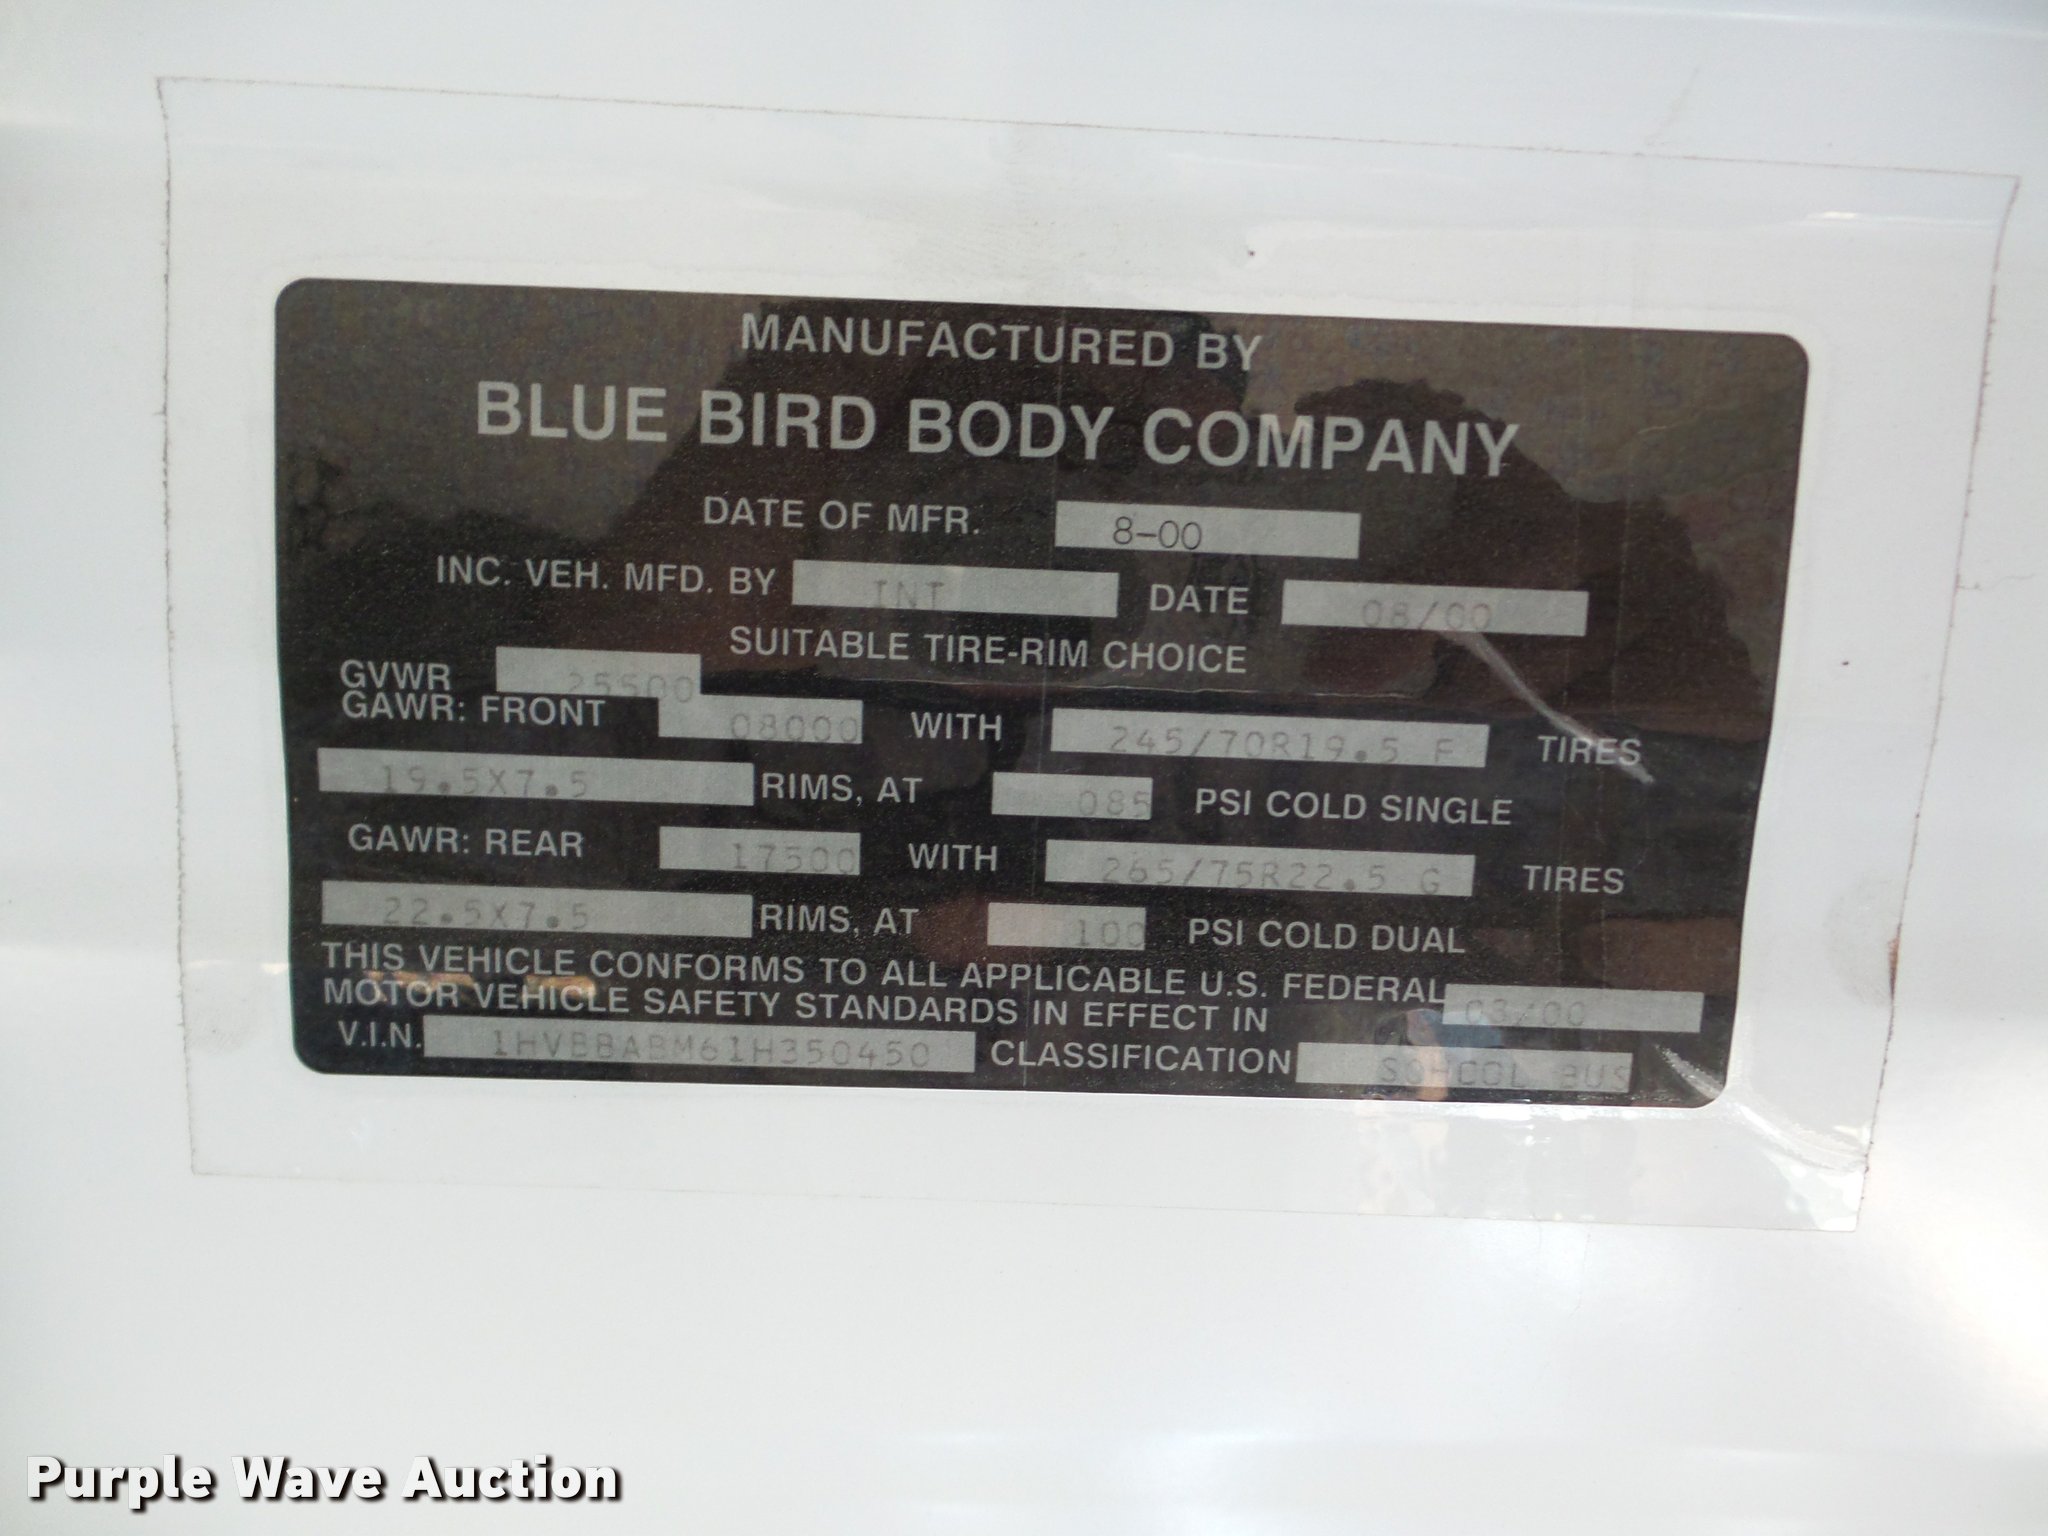 MANUFACTURED BY
BLUE BIRD BODY COMPANY
DATE OF MFR. 8-00
INC. VEH. MFD. BY INT DATE 08/00
SUITABLE TIRE-RIM CHOICE
GVWR 25500
GAWR: FRONT 08000 WITH 245/70R19.5 F TIRES
19.5X7.5 RIMS, AT 085 PSI COLD SINGLE
GAWR: REAR 17500 WITH 265/75R22.5 G TIRES
22.5X7.5 RIMS, AT 100 PSI COLD DUAL
THIS VEHICLE CONFORMS TO ALL APPLICABLE U.S. FEDERAL
MOTOR VEHICLE SAFETY STANDARDS IN EFFECT IN 03/00
V.I.N. 1HVBBABM61H350450 CLASSIFICATION SCHOOL BUS
Purple Wave Auction